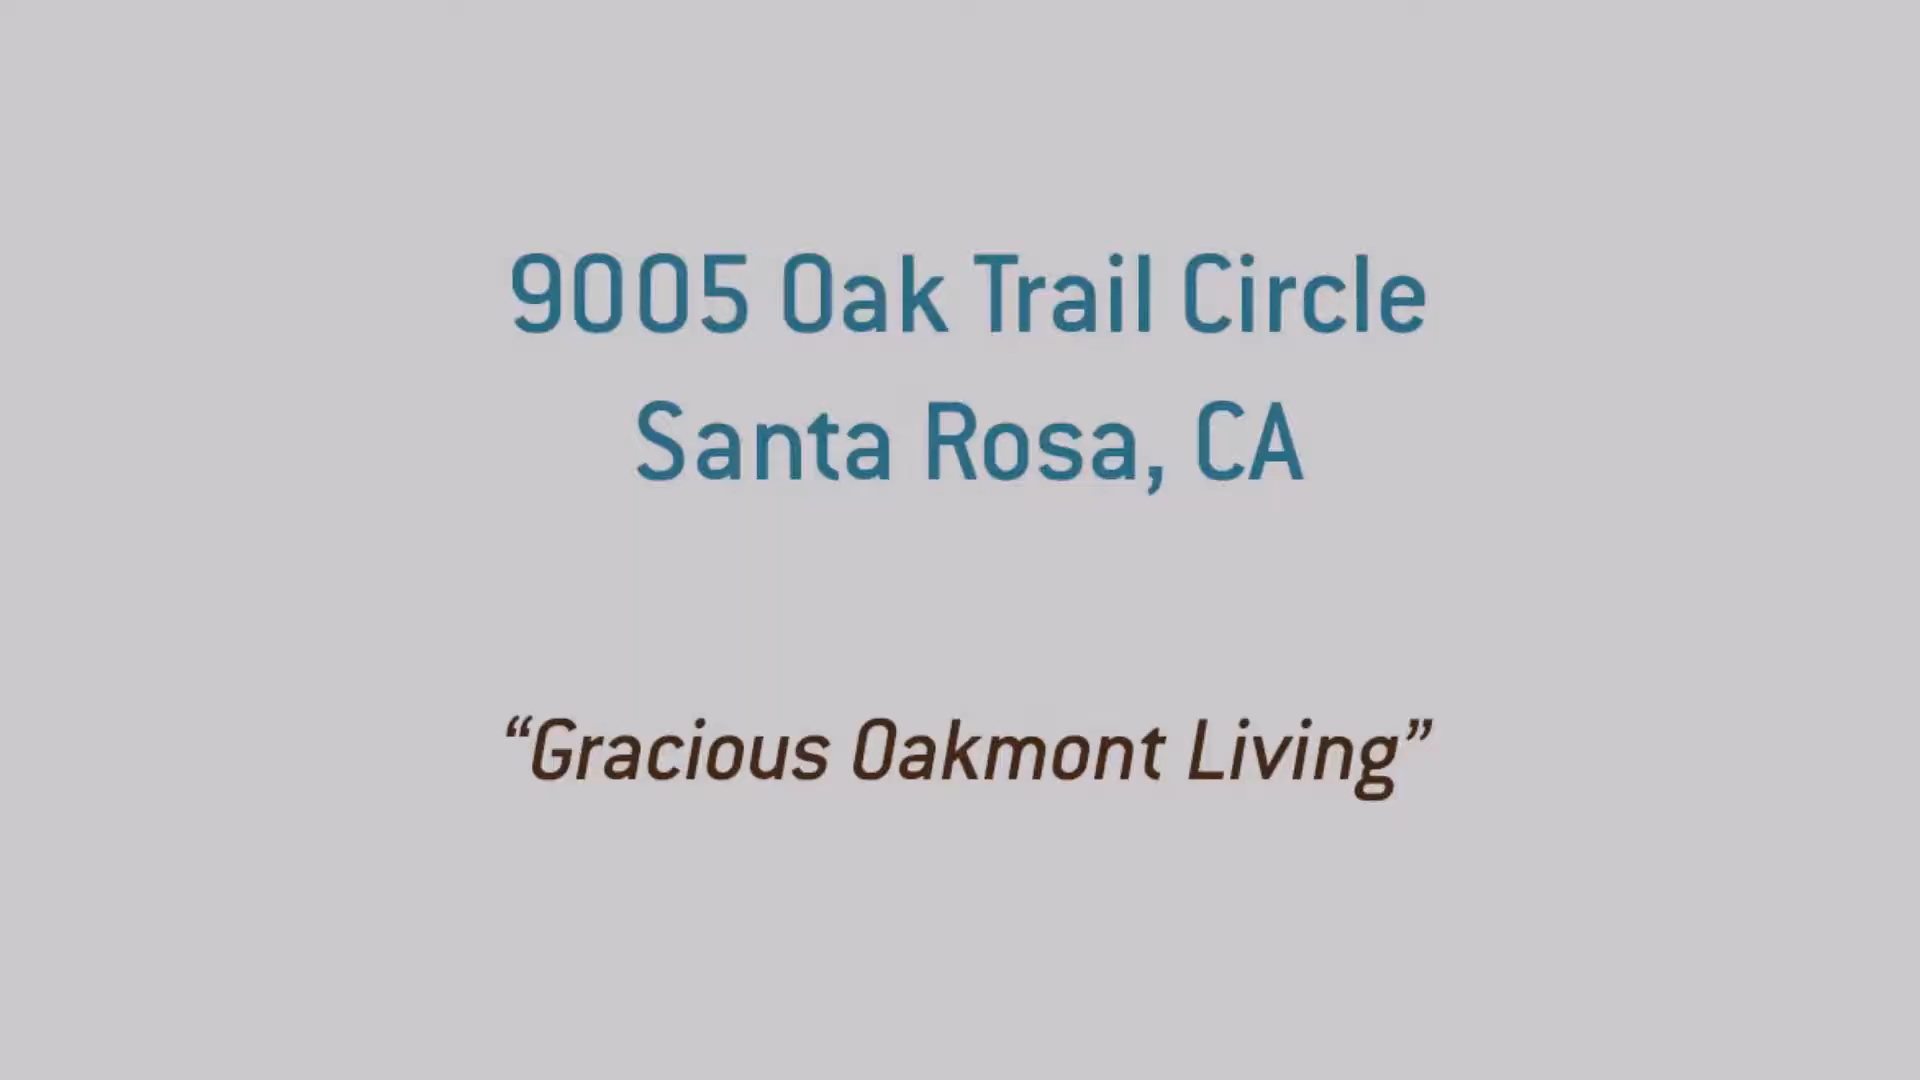 9005 Oak Trail Circle
Santa Rosa, CA
“Gracious Oakmont Living”